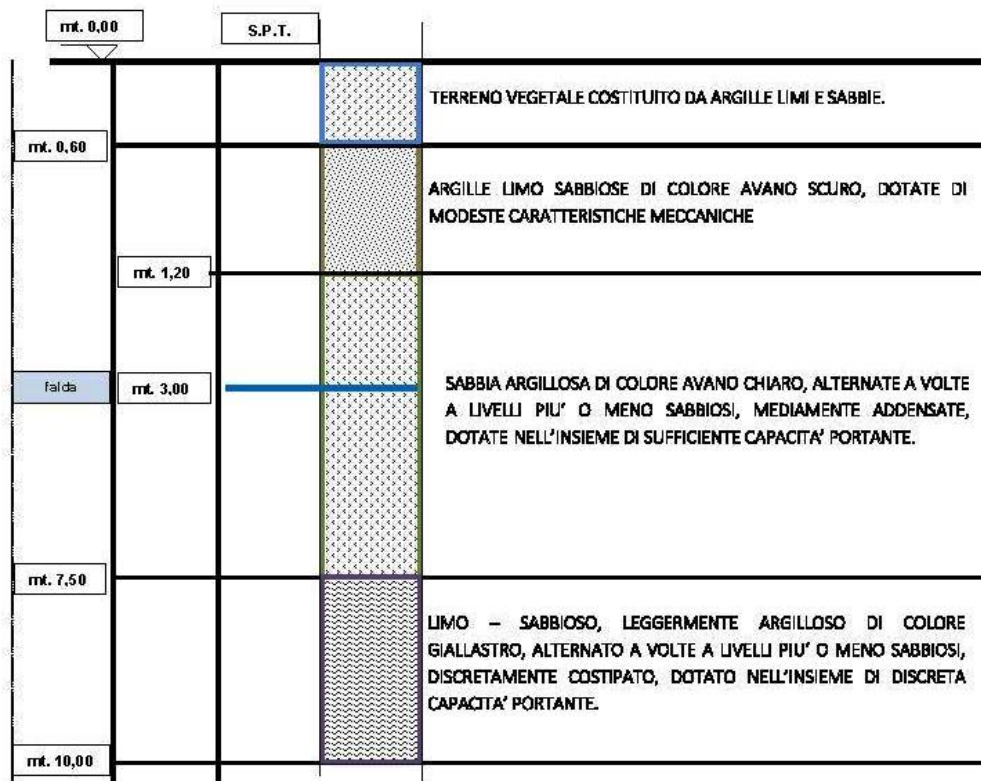 mt. 0,00
S.P.T.
TERRENO VEGETALE COSTITUITO DA ARGILLE LIMI E SABBIE.
mt. 0,60
ARGILLE LIMO SABBIOSE DI COLORE AVANO SCURO, DOTATE DI
MODESTE CARATTERISTICHE MECCANICHE
mt. 1,20
falda
mt. 3,00
SABBIA ARGILLOSA DI COLORE AVANO CHIARO, ALTERNATE A VOLTE
A LIVELLI PIU' O MENO SABBIOSI, MEDIAMENTE ADDENSATE,
DOTATE NELL'INSIEME DI SUFFICIENTE CAPACITA' PORTANTE.
mt. 7,50
LIMO – SABBIOSO, LEGGERMENTE ARGILLOSO DI COLORE
GIALLASTRO, ALTERNATO A VOLTE A LIVELLI PIU' O MENO SABBIOSI,
DISCRETAMENTE COSTIPATO, DOTATO NELL'INSIEME DI DISCRETA
CAPACITA' PORTANTE.
mt. 10,00